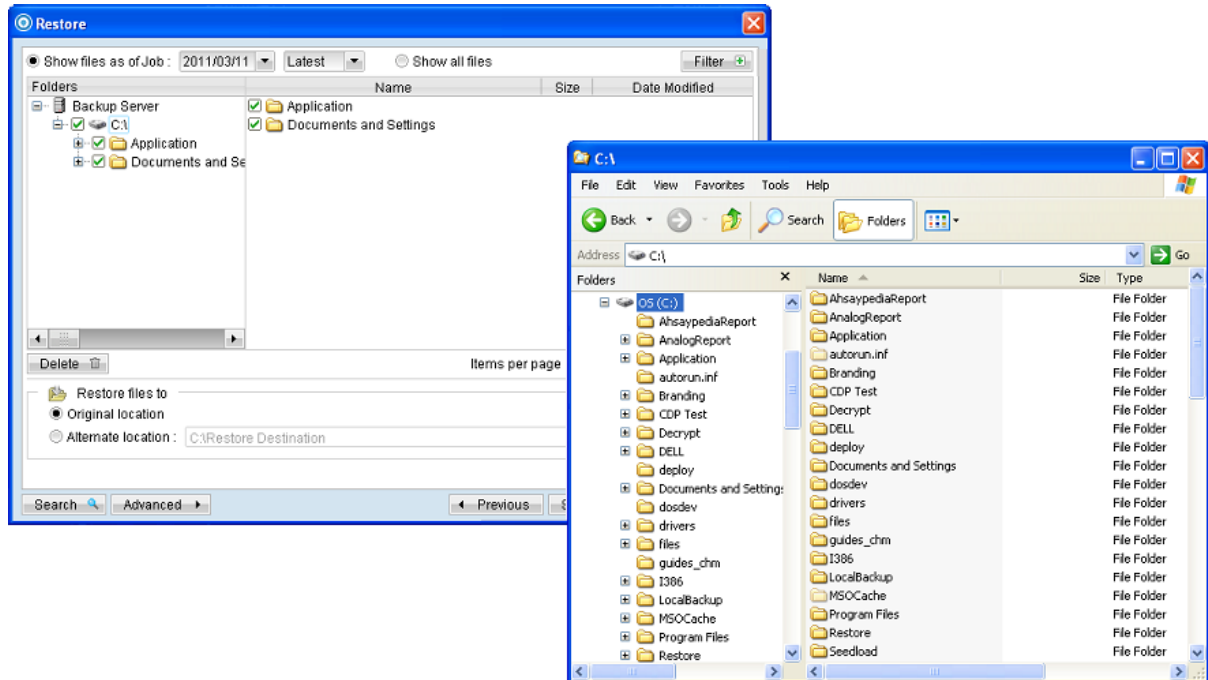 Restore
Show files as of Job : 2011/03/11 Latest Show all files Filter
Folders Name Size Date Modified
Backup Server
C:\
Application
Documents and Se
Application
Documents and Settings
Delete Items per page
Restore files to
Original location
Alternate location : C:\Restore Destination
Search Advanced Previous
C:\
File Edit View Favorites Tools Help
Back Search Folders
Address C:\ Go
Folders x Name Size Type
OS (C:)
AhsaypediaReport
AnalogReport
Application
autorun.inf
Branding
CDP Test
Decrypt
DELL
deploy
Documents and Settings
dosdev
drivers
files
guides_chm
I386
LocalBackup
MSOCache
Program Files
Restore
AhsaypediaReport File Folder
AnalogReport File Folder
Application File Folder
autorun.inf File Folder
Branding File Folder
CDP Test File Folder
Decrypt File Folder
DELL File Folder
deploy File Folder
Documents and Settings File Folder
dosdev File Folder
drivers File Folder
files File Folder
guides_chm File Folder
I386 File Folder
LocalBackup File Folder
MSOCache File Folder
Program Files File Folder
Restore File Folder
Seedload File Folder